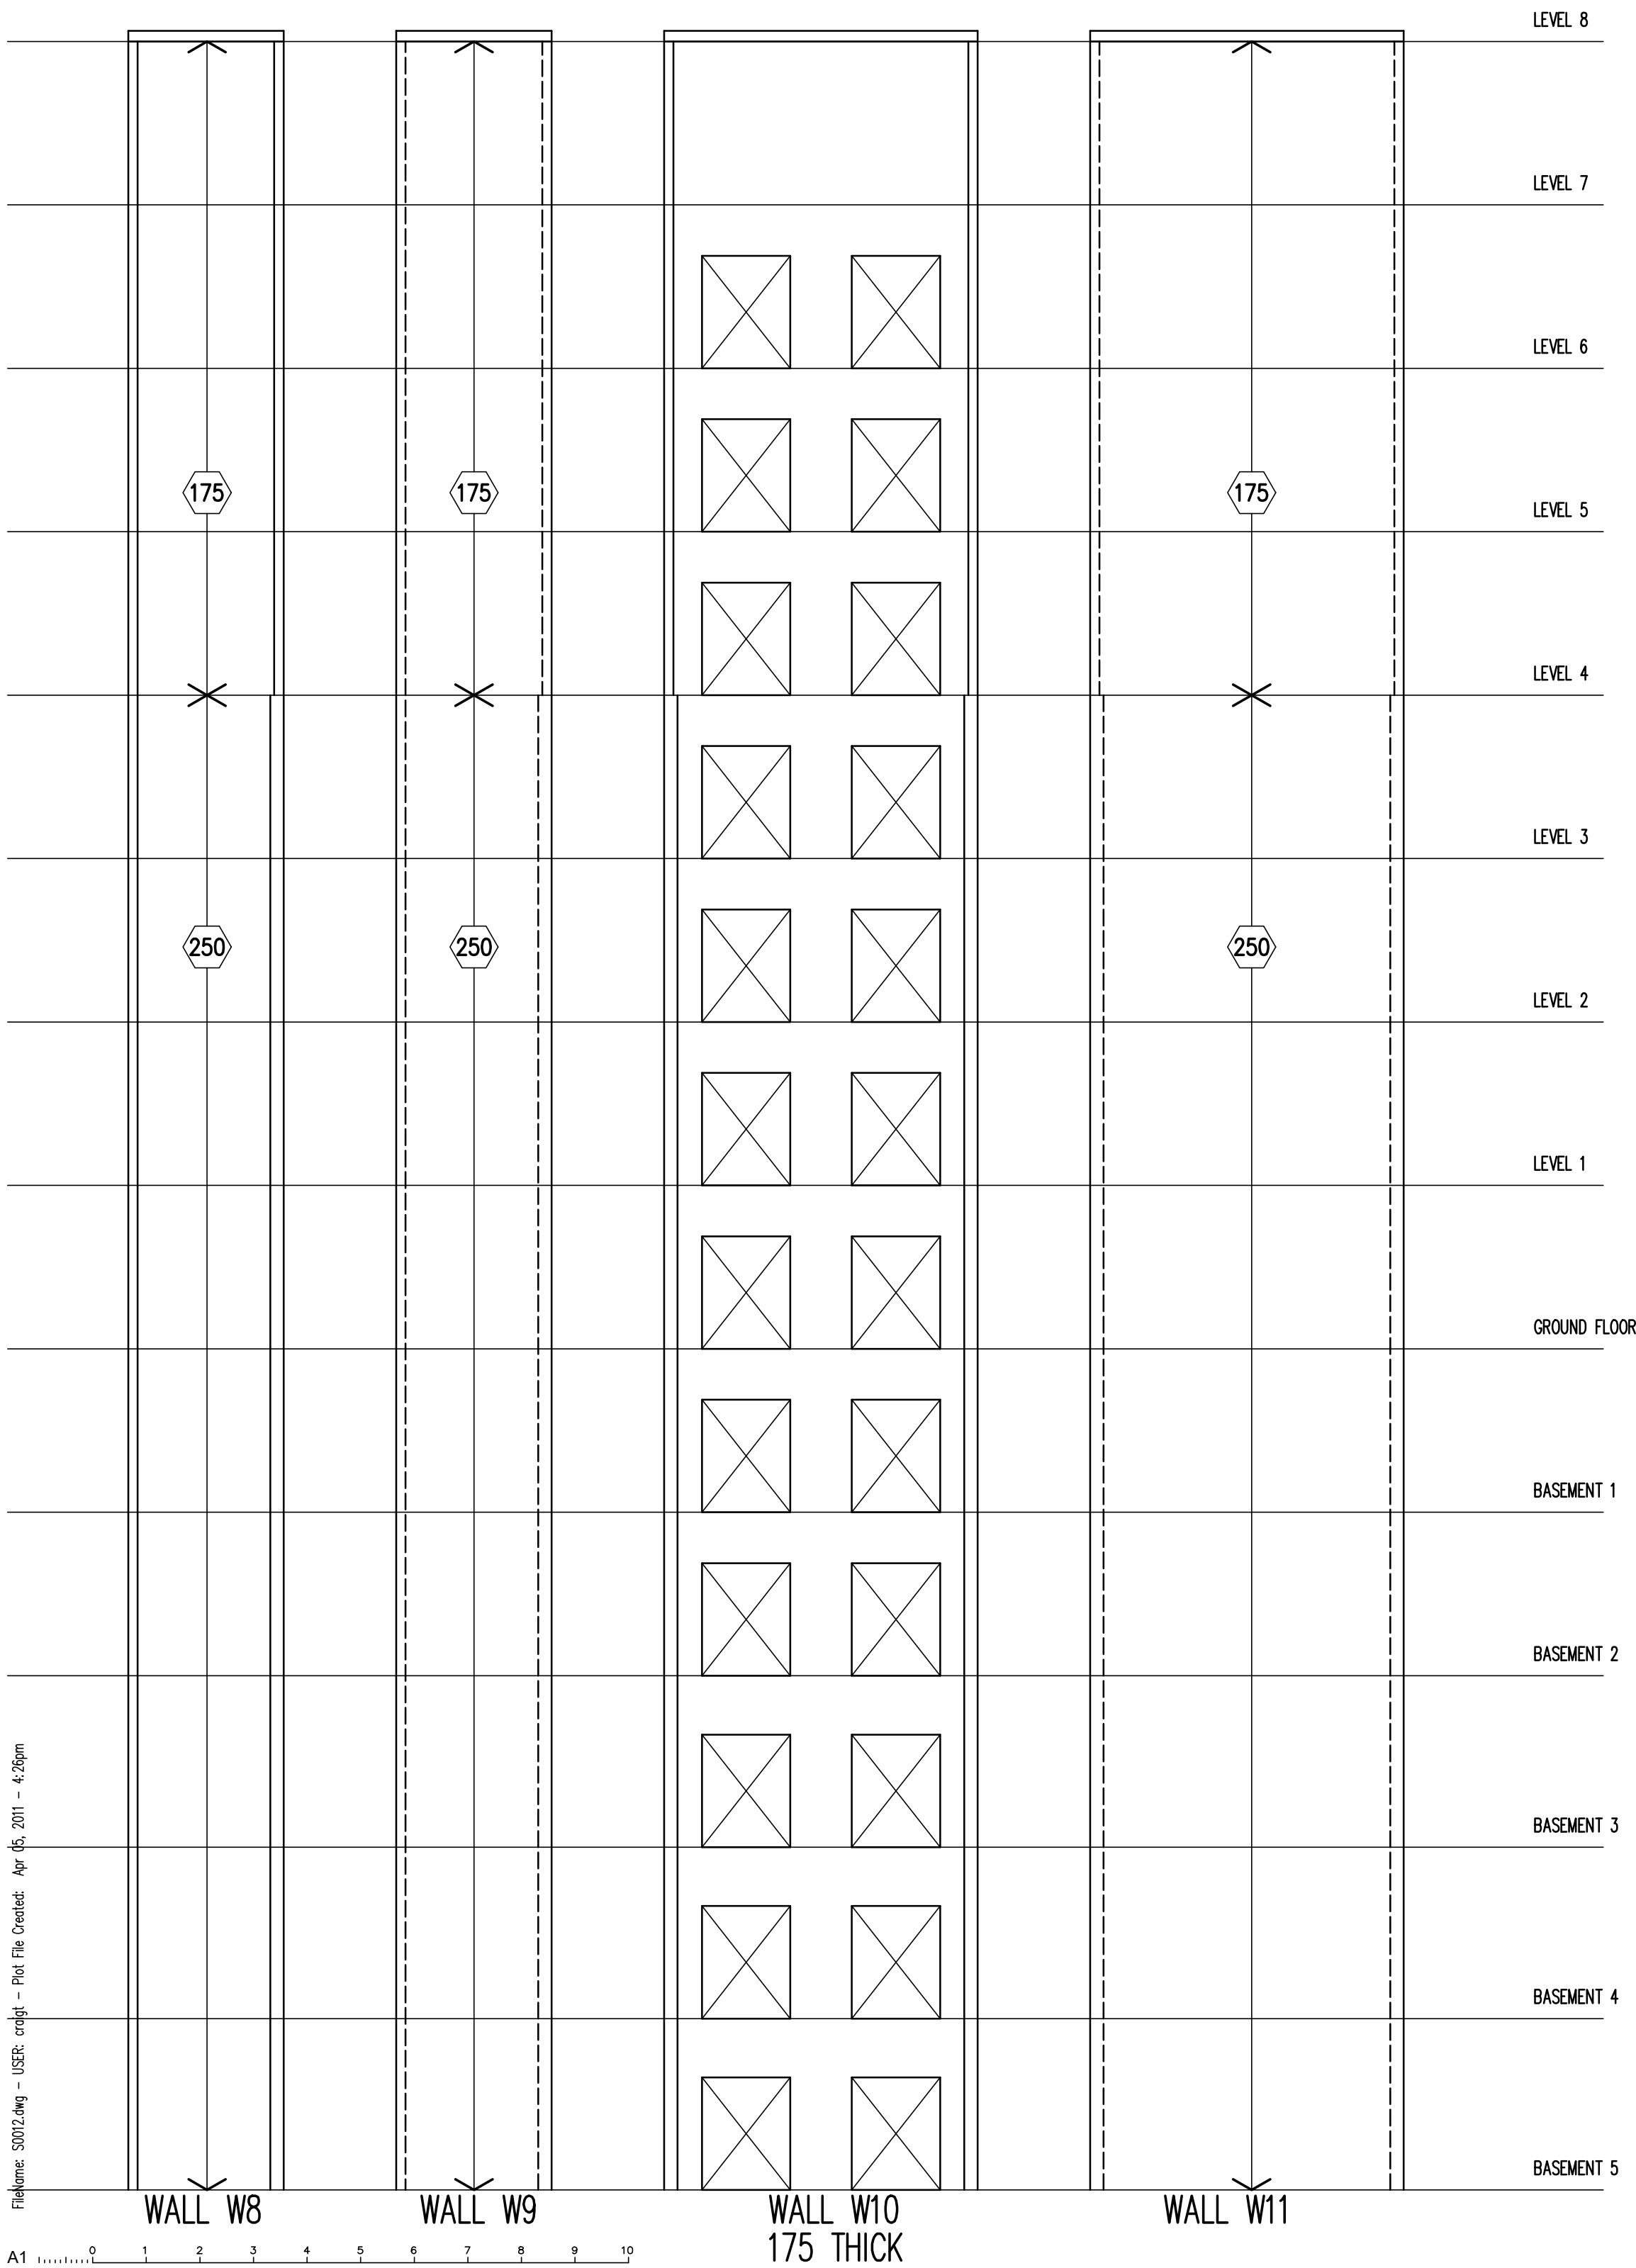 LEVEL 8
LEVEL 7
LEVEL 6
175 175 175
LEVEL 5
LEVEL 4
LEVEL 3
250 250 250
LEVEL 2
LEVEL 1
GROUND FLOOR
BASEMENT 1
BASEMENT 2
BASEMENT 3
BASEMENT 4
BASEMENT 5
WALL W8 WALL W9 WALL W10 WALL W11
175 THICK
A1 0 1 2 3 4 5 6 7 8 9 10
FileName: S0012.dwg - USER: craigt - Plot File Created: Apr 05, 2011 - 4:26pm